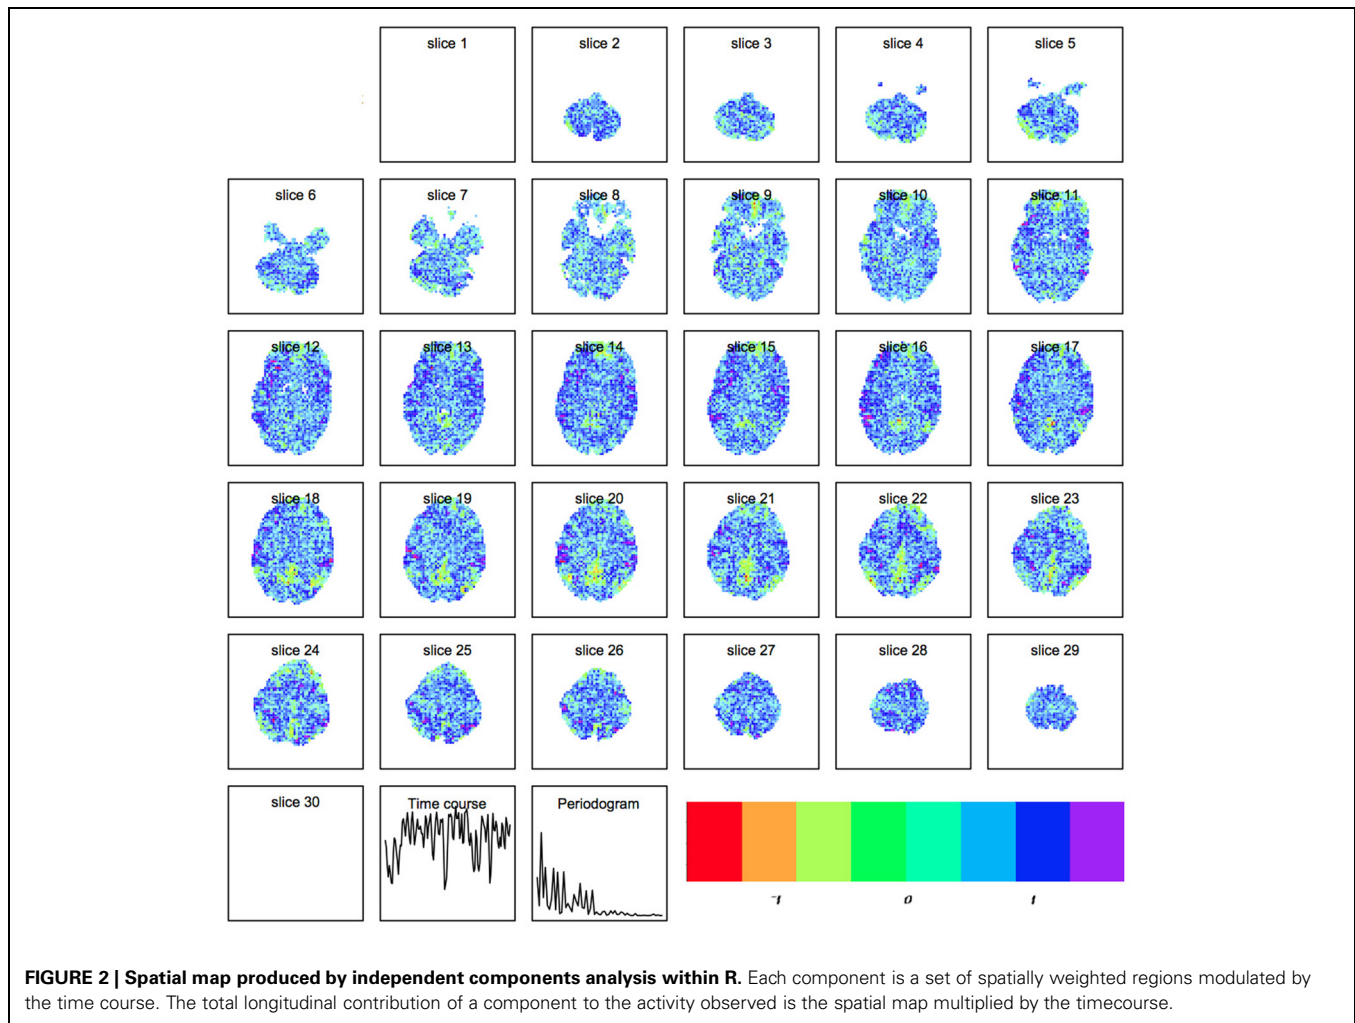 slice 1
slice 2
slice 3
slice 4
slice 5
slice 6
slice 7
slice 8
slice 9
slice 10
slice 11
slice 12
slice 13
slice 14
slice 15
slice 16
slice 17
slice 18
slice 19
slice 20
slice 21
slice 22
slice 23
slice 24
slice 25
slice 26
slice 27
slice 28
slice 29
slice 30
Time course
Periodogram
-1 0 1
FIGURE 2 | Spatial map produced by independent components analysis within R. Each component is a set of spatially weighted regions modulated by
the time course. The total longitudinal contribution of a component to the activity observed is the spatial map multiplied by the timecourse.